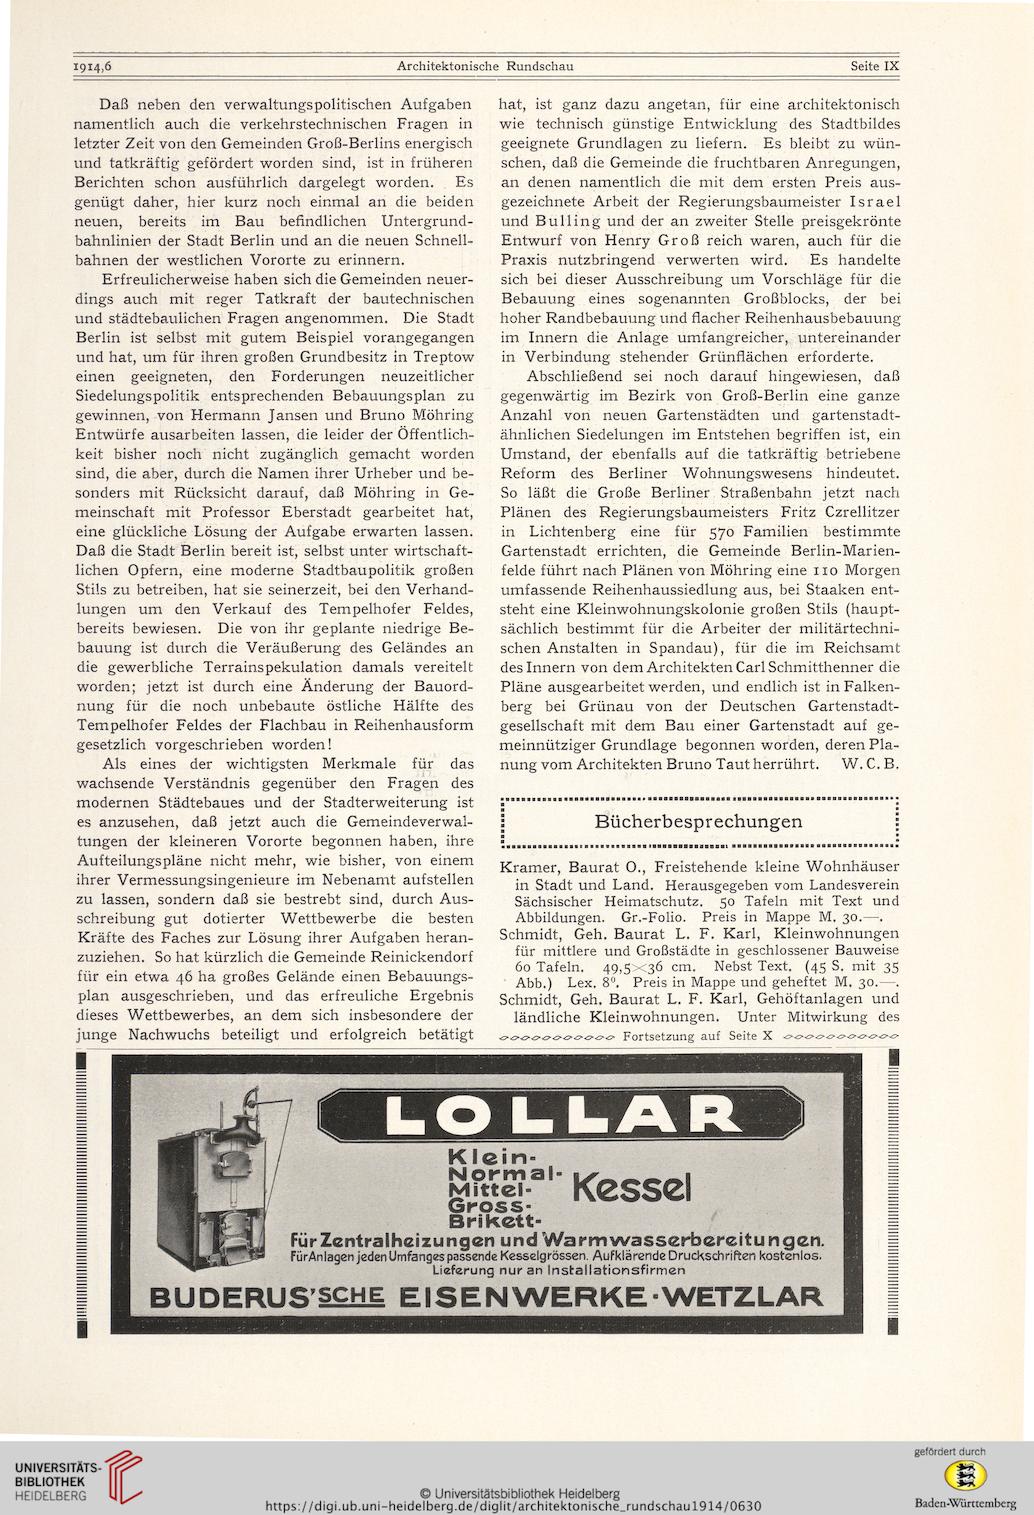 1914,6
Architektonische Rundschau
Seite IX
Daß neben den verwaltungspolitischen Aufgaben
namentlich auch die verkehrstechnischen Fragen in
letzter Zeit von den Gemeinden Groß-Berlins energisch
und tatkräftig gefördert worden sind, ist in früheren
Berichten schon ausführlich dargelegt worden. Es
genügt daher, hier kurz noch einmal an die beiden
neuen, bereits im Bau befindlichen Untergrund-
bahnlinien der Stadt Berlin und an die neuen Schnell-
bahnen der westlichen Vororte zu erinnern.
Erfreulicherweise haben sich die Gemeinden neuer-
dings auch mit reger Tatkraft der bautechnischen
und städtebaulichen Fragen angenommen. Die Stadt
Berlin ist selbst mit gutem Beispiel vorangegangen
und hat, um für ihren großen Grundbesitz in Treptow
einen geeigneten, den Forderungen neuzeitlicher
Siedelungspolitik entsprechenden Bebauungsplan zu
gewinnen, von Hermann Jansen und Bruno Möhring
Entwürfe ausarbeiten lassen, die leider der Öffentlich-
keit bisher noch nicht zugänglich gemacht worden
sind, die aber, durch die Namen ihrer Urheber und be-
sonders mit Rücksicht darauf, daß Möhring in Ge-
meinschaft mit Professor Eberstadt gearbeitet hat,
eine glückliche Lösung der Aufgabe erwarten lassen.
Daß die Stadt Berlin bereit ist, selbst unter wirtschaft-
lichen Opfern, eine moderne Stadtbaupolitik großen
Stils zu betreiben, hat sie seinerzeit, bei den Verhand-
lungen um den Verkauf des Tempelhofer Feldes,
bereits bewiesen. Die von ihr geplante niedrige Be-
bauung ist durch die Veräußerung des Geländes an
die gewerbliche Terrainspekulation damals vereitelt
worden; jetzt ist durch eine Änderung der Bauord-
nung für die noch unbebaute östliche Hälfte des
Tempelhofer Feldes der Flachbau in Reihenhausform
gesetzlich vorgeschrieben worden!
Als eines der wichtigsten Merkmale für das
wachsende Verständnis gegenüber den Fragen des
modernen Städtebaues und der Stadterweiterung ist
es anzusehen, daß jetzt auch die Gemeindeverwal-
tungen der kleineren Vororte begonnen haben, ihre
Aufteilungspläne nicht mehr, wie bisher, von einem
ihrer Vermessungsingenieure im Nebenamt aufstellen
zu lassen, sondern daß sie bestrebt sind, durch Aus-
schreibung gut dotierter Wettbewerbe die besten
Kräfte des Faches zur Lösung ihrer Aufgaben heran-
zuziehen. So hat kürzlich die Gemeinde Reinickendorf
für ein etwa 46 ha großes Gelände einen Bebauungs-
plan ausgeschrieben, und das erfreuliche Ergebnis
dieses Wettbewerbes, an dem sich insbesondere der
junge Nachwuchs beteiligt und erfolgreich betätigt
hat, ist ganz dazu angetan, für eine architektonisch
wie technisch günstige Entwicklung des Stadtbildes
geeignete Grundlagen zu liefern. Es bleibt zu wün-
schen, daß die Gemeinde die fruchtbaren Anregungen,
an denen namentlich die mit dem ersten Preis aus-
gezeichnete Arbeit der Regierungsbaumeister Israel
und Bulling und der an zweiter Stelle preisgekrönte
Entwurf von Henry Groß reich waren, auch für die
Praxis nutzbringend verwerten wird. Es handelte
sich bei dieser Ausschreibung um Vorschläge für die
Bebauung eines sogenannten Großblocks, der bei
hoher Randbebauung und flacher Reihenhausbebauung
im Innern die Anlage umfangreicher, untereinander
in Verbindung stehender Grünflächen erforderte.
Abschließend sei noch darauf hingewiesen, daß
gegenwärtig im Bezirk von Groß-Berlin eine ganze
Anzahl von neuen Gartenstädten und gartenstadt-
ähnlichen Siedelungen im Entstehen begriffen ist, ein
Umstand, der ebenfalls auf die tatkräftig betriebene
Reform des Berliner Wohnungswesens hindeutet.
So läßt die Große Berliner Straßenbahn jetzt nach
Plänen des Regierungsbaumeisters Fritz Czrellitzer
in Lichtenberg eine für 570 Familien bestimmte
Gartenstadt errichten, die Gemeinde Berlin-Marien-
felde führt nach Plänen von Möhring eine 110 Morgen
umfassende Reihenhaussiedlung aus, bei Staaken ent-
steht eine Kleinwohnungskolonie großen Stils (haupt-
sächlich bestimmt für die Arbeiter der militärtechni-
schen Anstalten in Spandau), für die im Reichsamt
des Innern von dem Architekten Carl Schmitthenner die
Pläne ausgearbeitet werden, und endlich ist in Falken-
berg bei Grünau von der Deutschen Gartenstadt-
gesellschaft mit dem Bau einer Gartenstadt auf ge-
meinnütziger Grundlage begonnen worden, deren Pla-
nung vom Architekten Bruno Taut herrührt. W. C. B.
Bücherbesprechungen
Kramer, Baurat O., Freistehende kleine Wohnhäuser
in Stadt und Land. Herausgegeben vom Landesverein
Sächsischer Heimatschutz. 50 Tafeln mit Text und
Abbildungen. Gr.-Folio. Preis in Mappe M. 30.—.
Schmidt, Geh. Baurat L. F. Karl, Kleinwohnungen
für mittlere und Großstädte in geschlossener Bauweise
60 Tafeln. 49,5×36 cm. Nebst Text. (45 S. mit 35
Abb.) Lex. 8⁰. Preis in Mappe und geheftet M. 30.—.
Schmidt, Geh. Baurat L. F. Karl, Gehöftanlagen und
ländliche Kleinwohnungen. Unter Mitwirkung des
Fortsetzung auf Seite X
LOLLAR
Klein-
Normal-
Mittel-
Gross-
Brikett-
Kessel
für Zentralheizungen und Warmwasserbereitungen.
Für Anlagen jeden Umfanges passende Kesselgrössen. Aufklärende Druckschriften kostenlos.
Lieferung nur an Installationsfirmen
BUDERUS'SCHE EISENWERKE·WETZLAR
UNIVERSITÄTS-
BIBLIOTHEK
HEIDELBERG
© Universitätsbibliothek Heidelberg
https://digi.ub.uni-heidelberg.de/diglit/architektonische_rundschau1914/0630
gefördert durch
Baden-Württemberg